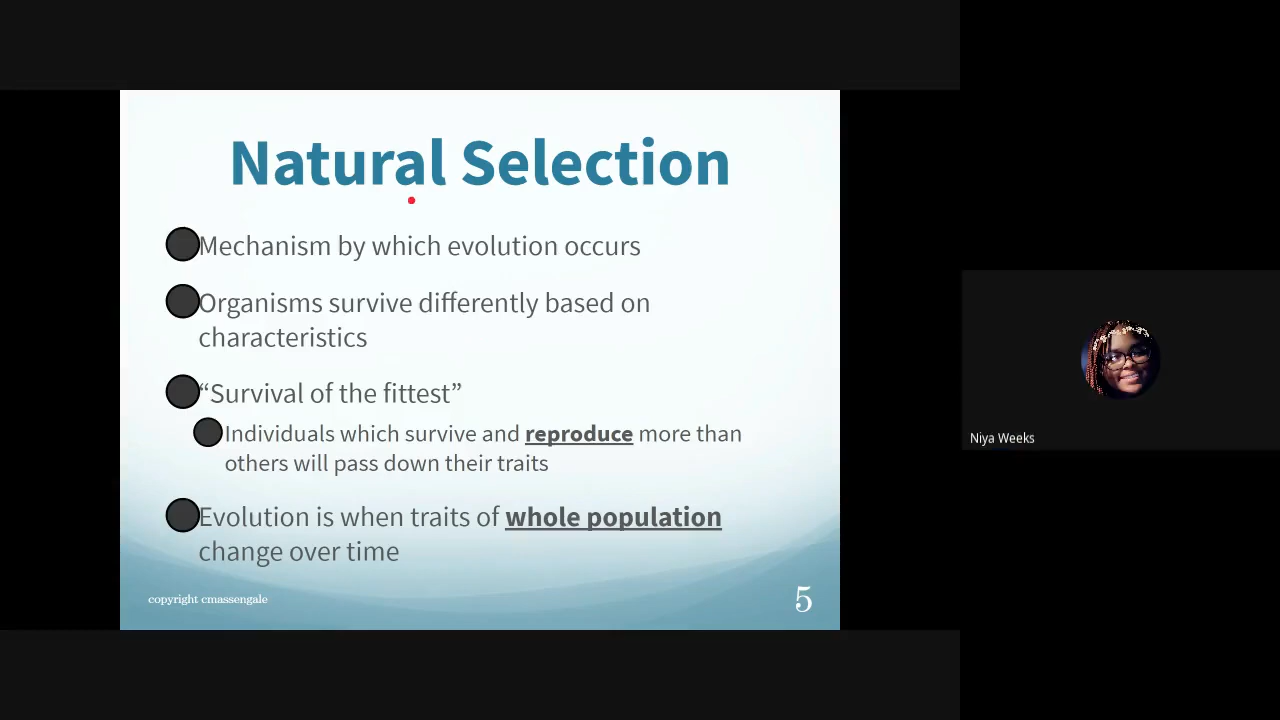 Natural Selection
Mechanism by which evolution occurs
Organisms survive differently based on
characteristics
“Survival of the fittest”
Individuals which survive and reproduce more than
others will pass down their traits
Evolution is when traits of whole population
change over time
copyright cmassengale
5
Niya Weeks